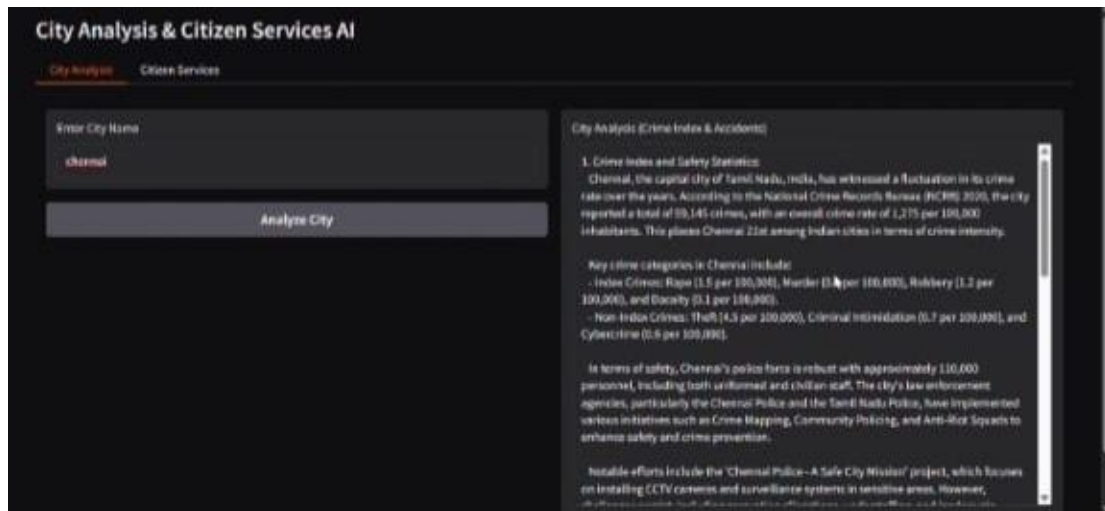 City Analysis & Citizen Services AI
City Analysis Citizen Services
Enter City Name
chennai
Analyze City
City Analysis (Crime Index & Accidents)
1. Crime Index and Safety Statistics:
Chennai, the capital city of Tamil Nadu, India, has witnessed a fluctuation in its crime
rate over the years. According to the National Crime Records Bureau (NCRB) 2020, the city
reported a total of 59,145 crimes, with an overall crime rate of 1,275 per 100,000
inhabitants. This places Chennai 21st among Indian cities in terms of crime intensity.
Key crime categories in Chennai include:
- Index Crimes: Rape (1.5 per 100,000), Murder per 100,000), Robbery (1.2 per
100,000), and Dacoity (0.1 per 100,000).
- Non-Index Crimes: Theft (4.5 per 100,000), Criminal Intimidation (0.7 per 100,000), and
Cybercrime (0.6 per 100,000).
In terms of safety, Chennai's police force is robust with approximately 110,000
personnel, including both uniformed and civilian staff. The city's law enforcement
agencies, particularly the Chennai Police and the Tamil Nadu Police, have implemented
various initiatives such as Crime Mapping, Community Policing, and Anti-Riot Squads to
enhance safety and crime prevention.
Notable efforts include the 'Chennai Police - A Safe City Mission' project, which focuses
on installing CCTV cameras and surveillance systems in sensitive areas. However,